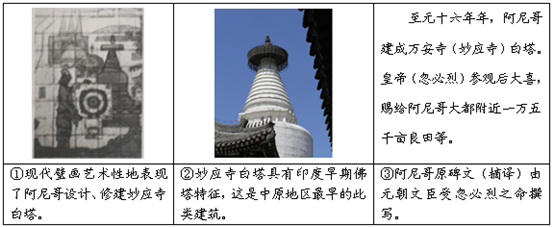 至元十六年年，阿尼哥
建成万安寺（妙应寺）白塔。
皇帝（忽必烈）参观后大喜，
赐给阿尼哥大都附近一万五
千亩良田等。
①现代壁画艺术性地表现
了阿尼哥设计、修建妙应寺
白塔。
②妙应寺白塔具有印度早期佛
塔特征，这是中原地区最早的此
类建筑。
③阿尼哥原碑文（摘译）由
元朝文臣受忽必烈之命撰
写。